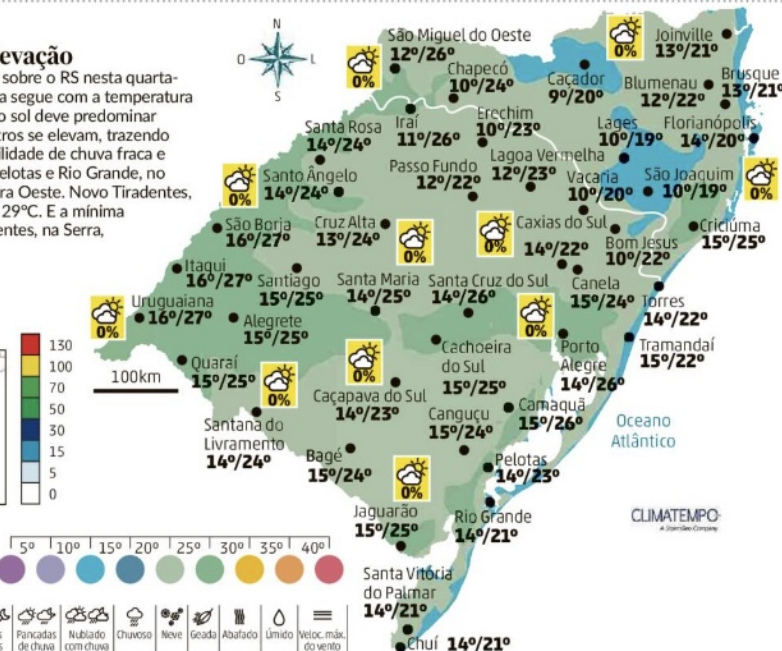 evação
sobre o RS nesta quarta-
a segue com a temperatura
o sol deve predominar
tros se elevam, trazendo
ilidade de chuva fraca e
elotas e Rio Grande, no
ra Oeste. Novo Tiradentes,
29°C. E a mínima
entes, na Serra,
N
O
L
S
São Miguel do Oeste
12º/26º
0%
Chapecó
10º/24º
Caçador
9º/20º
0%
Joinville
13º/21º
Blumenau
12º/22º
Brusque
13º/21º
Iraí
11º/26º
Erechim
10º/23º
Lages
10º/19º
Florianópolis
14º/20º
Santa Rosa
14º/24º
Lagoa Vermelha
12º/23º
Passo Fundo
12º/22º
Vacaria
10º/20º
São Joaquim
10º/19º
0%
0%
Santo Ângelo
14º/24º
São Borja
16º/27º
Cruz Alta
13º/24º
0%
0%
Caxias do Sul
14º/22º
Bom Jesus
10º/22º
Criciúma
15º/25º
Itaqui
16º/27º
Santiago
15º/25º
Santa Maria
14º/25º
Santa Cruz do Sul
14º/26º
Canela
15º/24º
Torres
14º/22º
0%
Uruguaiana
16º/27º
Alegrete
15º/25º
0%
Cachoeira
do Sul
15º/25º
Porto
Alegre
14º/26º
Tramandaí
15º/22º
Quaraí
15º/25º
0%
0%
100km
Caçapava do Sul
14º/23º
Camaquã
15º/26º
Canguçu
15º/24º
Santana do
Livramento
14º/24º
Bagé
15º/24º
Oceano
Atlântico
0%
Pelotas
14º/23º
Jaguarão
15º/25º
Rio Grande
14º/21º
CLIMATEMPO
Santa Vitória
do Palmar
14º/21º
Chuí 14º/21º
130
100
70
50
30
15
5
0
5º 10º 15º 20º 25º 30º 35º 40º
Pancadas
de chuva
Nublado
com chuva
Chuvoso
Neve
Geada
Abafado
Úmido
Veloc. máx.
do vento